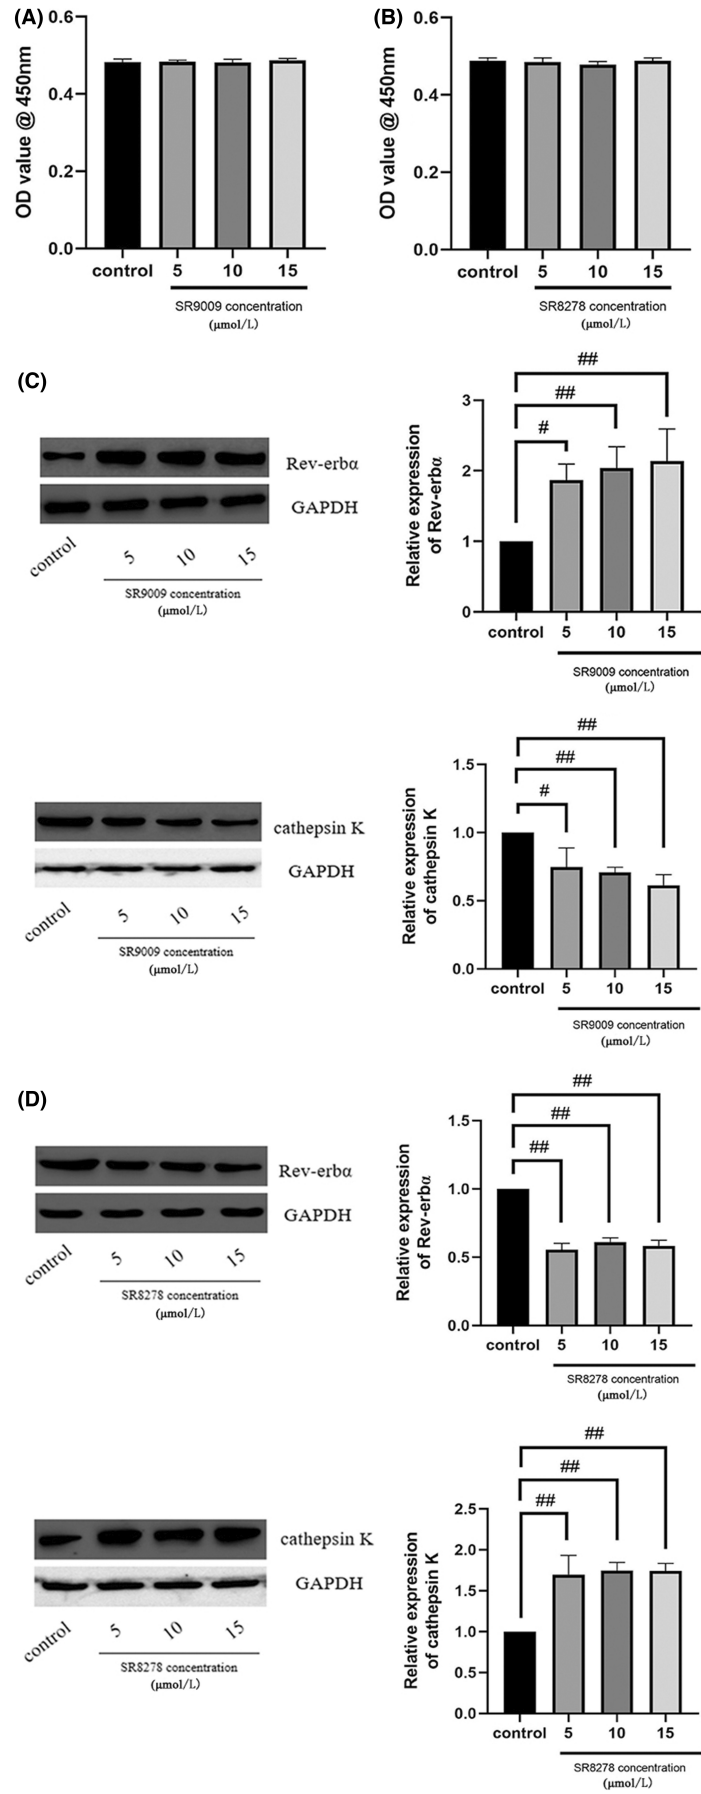 (A)
OD value @ 450nm
0.6
0.4
0.2
0.0
control 5 10 15
SR9009 concentration
(μmol/L)
(B)
OD value @ 450nm
0.6
0.4
0.2
0.0
control 5 10 15
SR8278 concentration
(μmol/L)
(C)
Rev-erbα
GAPDH
control 5 10 15
SR9009 concentration
(μmol/L)
Relative expression
of Rev-erbα
3
2
1
0
##
##
#
control 5 10 15
SR9009 concentration
(μmol/L)
cathepsin K
GAPDH
control 5 10 15
SR9009 concentration
(μmol/L)
Relative expression
of cathepsin K
1.5
1.0
0.5
0.0
##
##
#
control 5 10 15
SR9009 concentration
(μmol/L)
(D)
Rev-erbα
GAPDH
control 5 10 15
SR8278 concentration
(μmol/L)
Relative expression
of Rev-erbα
1.5
1.0
0.5
0.0
##
##
##
control 5 10 15
SR8278 concentration
(μmol/L)
cathepsin K
GAPDH
control 5 10 15
SR8278 concentration
(μmol/L)
Relative expression
of cathepsin K
2.5
2.0
1.5
1.0
0.5
0.0
##
##
##
control 5 10 15
SR8278 concentration
(μmol/L)